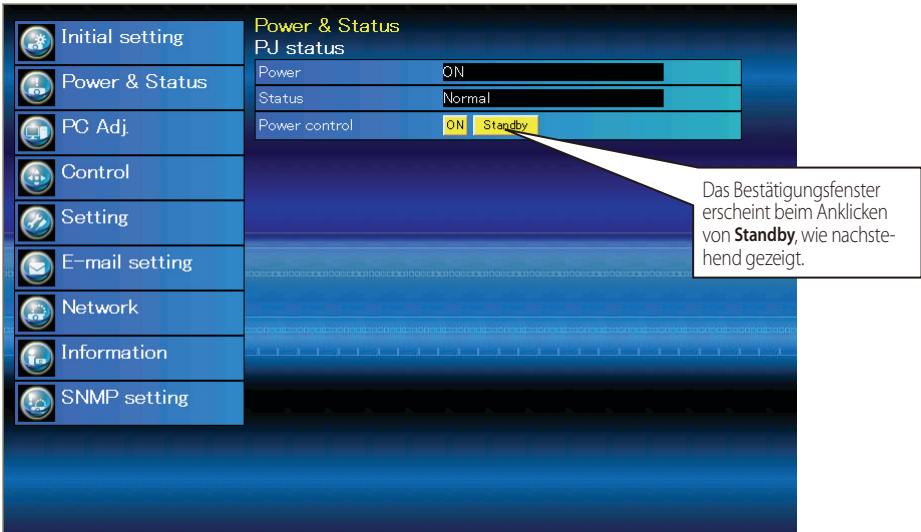 Initial setting
Power & Status
PC Adj.
Control
Setting
E-mail setting
Network
Information
SNMP setting
Power & Status
PJ status
Power ON
Status Normal
Power control ON Standby
Das Bestätigungsfenster
erscheint beim Anklicken
von Standby, wie nachste-
hend gezeigt.